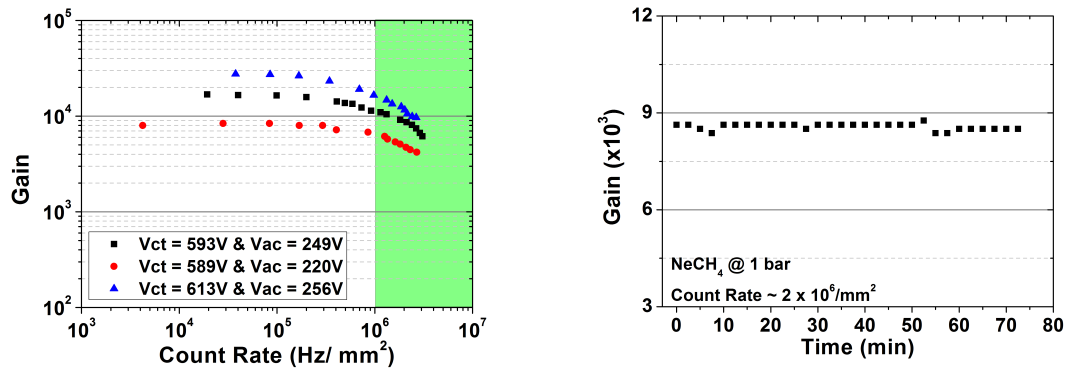 10^5
10^4
10^3
10^2
Gain
Vct = 593V & Vac = 249V
Vct = 589V & Vac = 220V
Vct = 613V & Vac = 256V
10^3 10^4 10^5 10^6 10^7
Count Rate (Hz/ mm^2)
12
9
6
3
Gain (x10^3)
NeCH_4 @ 1 bar
Count Rate ~ 2 x 10^6/mm^2
0 10 20 30 40 50 60 70 80
Time (min)